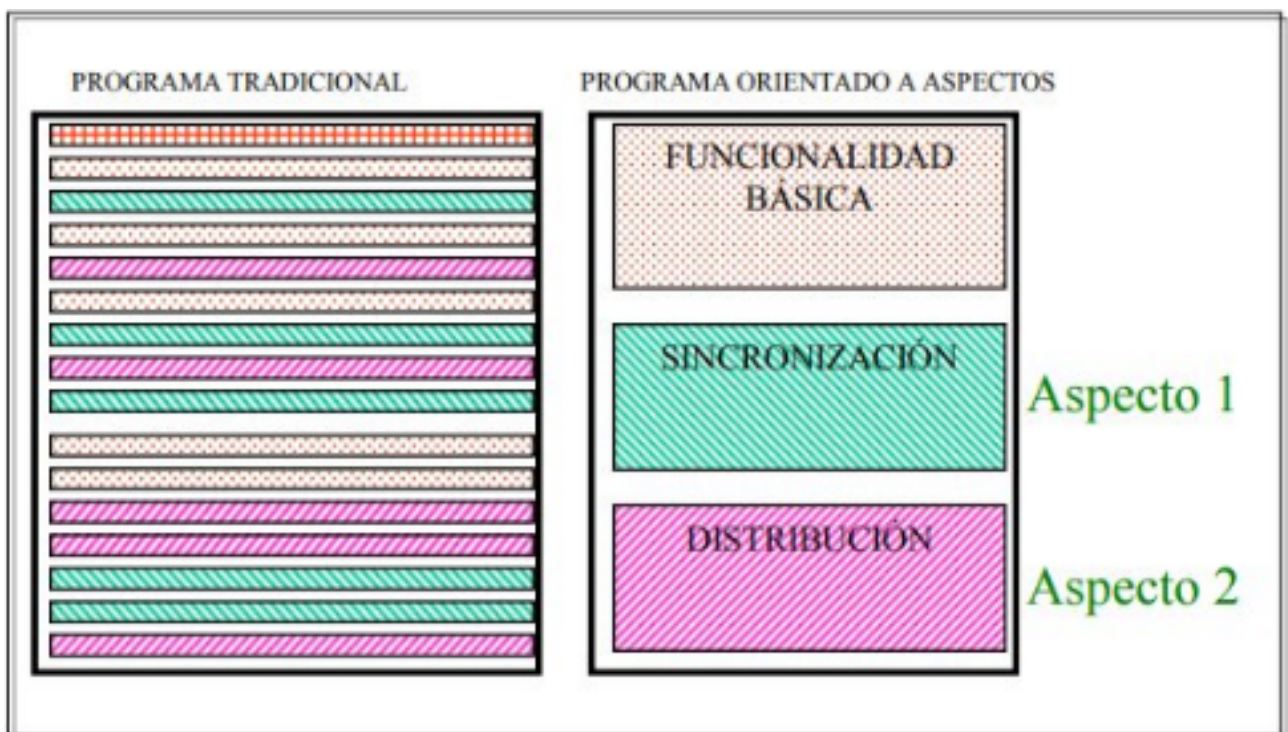 PROGRAMA TRADICIONAL
PROGRAMA ORIENTADO A ASPECTOS
FUNCIONALIDAD
BÁSICA
SINCRONIZACIÓN
Aspecto 1
DISTRIBUCIÓN
Aspecto 2